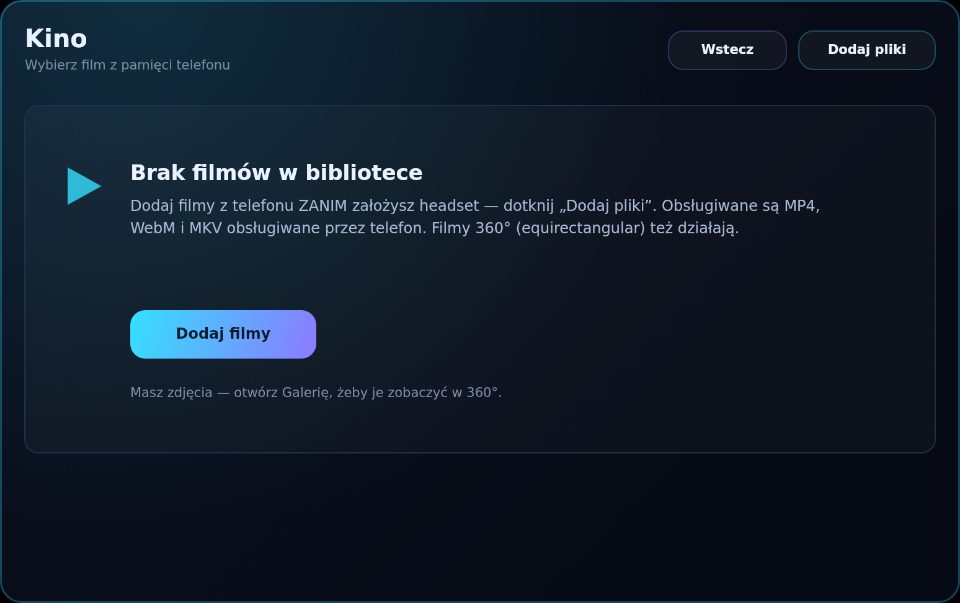 Kino
Wybierz film z pamięci telefonu
Wstecz
Dodaj pliki
Brak filmów w bibliotece
Dodaj filmy z telefonu ZANIM założysz headset — dotknij „Dodaj pliki”. Obsługiwane są MP4,
WebM i MKV obsługiwane przez telefon. Filmy 360° (equirectangular) też działają.
Dodaj filmy
Masz zdjęcia — otwórz Galerię, żeby je zobaczyć w 360°.